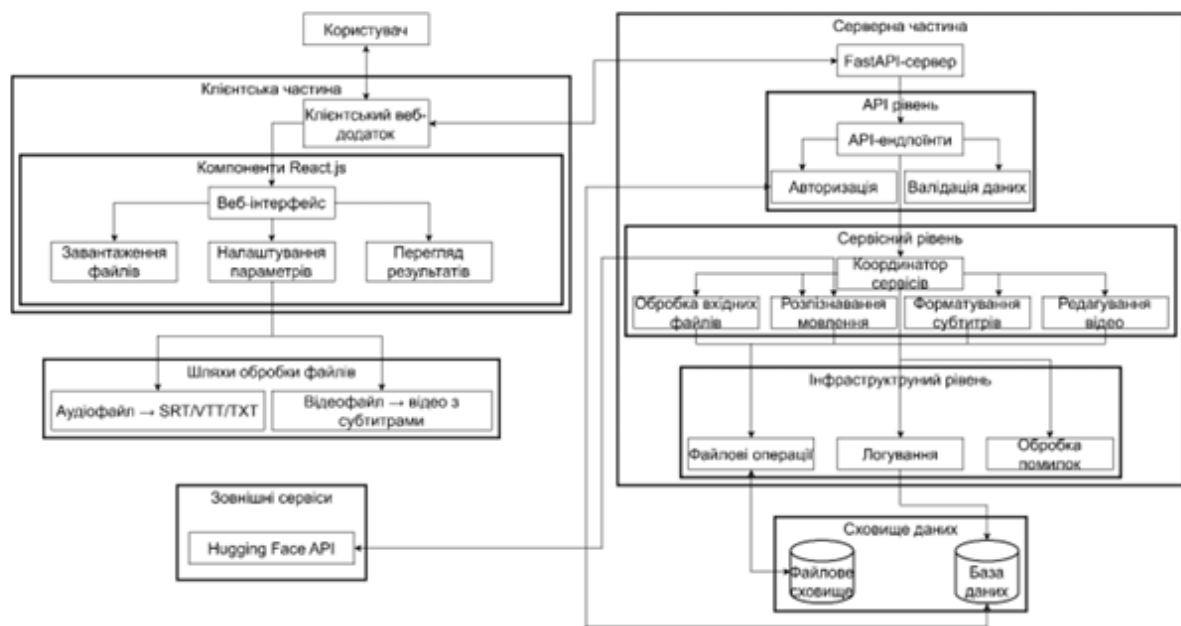 Користувач
Клієнтська частина
Клієнтський веб-
додаток
Компоненти React.js
Веб-інтерфейс
Завантаження
файлів
Налаштування
параметрів
Перегляд
результатів
Шляхи обробки файлів
Аудіофайл → SRT/VTT/TXT
Відеофайл → відео з
субтитрами
Зовнішні сервіси
Hugging Face API
Серверна частина
FastAPI-сервер
API рівень
API-ендпоїнти
Авторизація
Валідація даних
Сервісний рівень
Координатор
сервісів
Обробка вхідних
файлів
Розпізнавання
мовлення
Форматування
субтитрів
Редагування
відео
Інфраструктруний рівень
Файлові операції
Логування
Обробка
помилок
Сховище даних
Файлове
сховище
База
даних